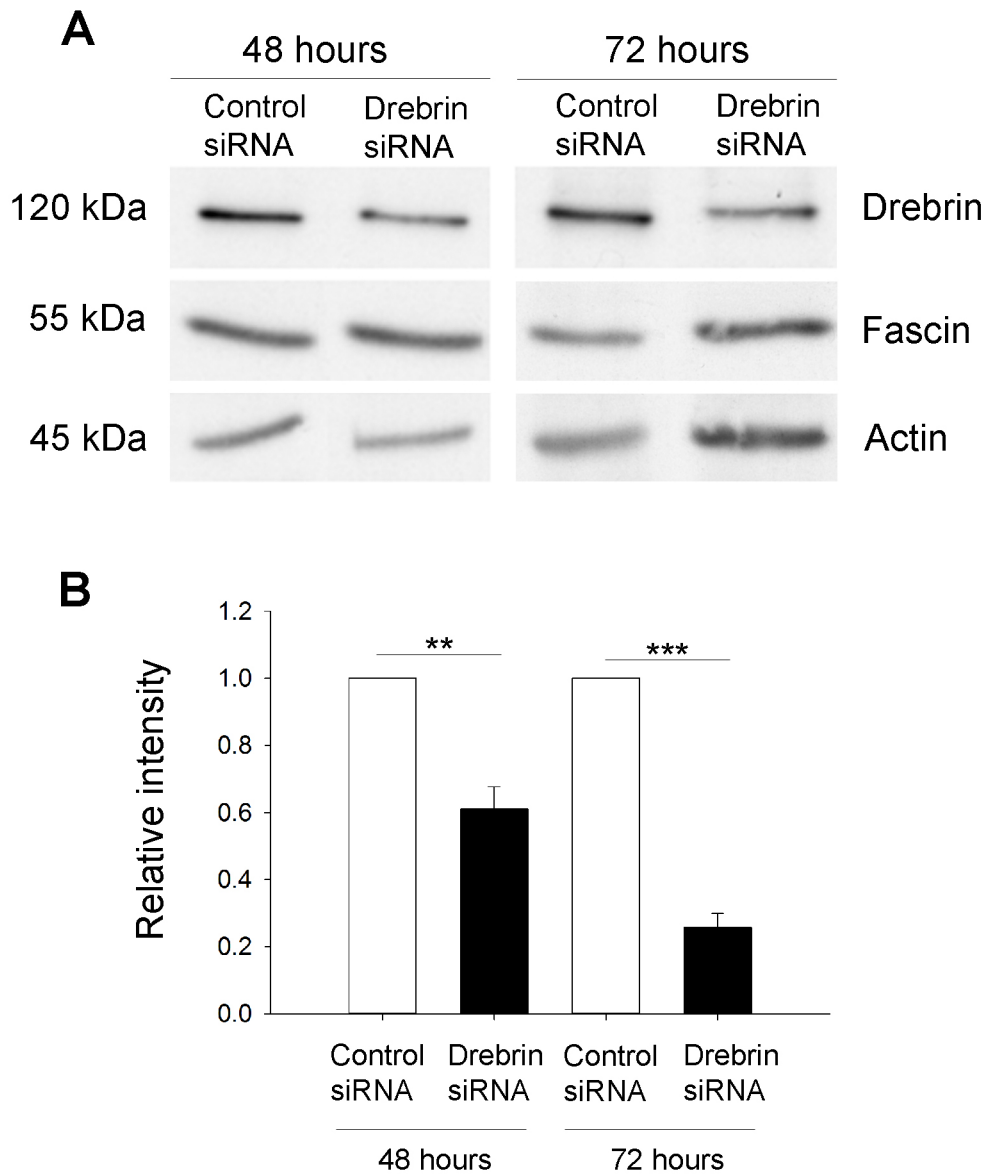 A
48 hours 72 hours
Control Drebrin Control Drebrin
siRNA siRNA siRNA siRNA
120 kDa Drebrin
55 kDa Fascin
45 kDa Actin
B
1.2
1.0
0.8
0.6
0.4
0.2
0.0
Relative intensity
** ***
Control Drebrin Control Drebrin
siRNA siRNA siRNA siRNA
48 hours 72 hours